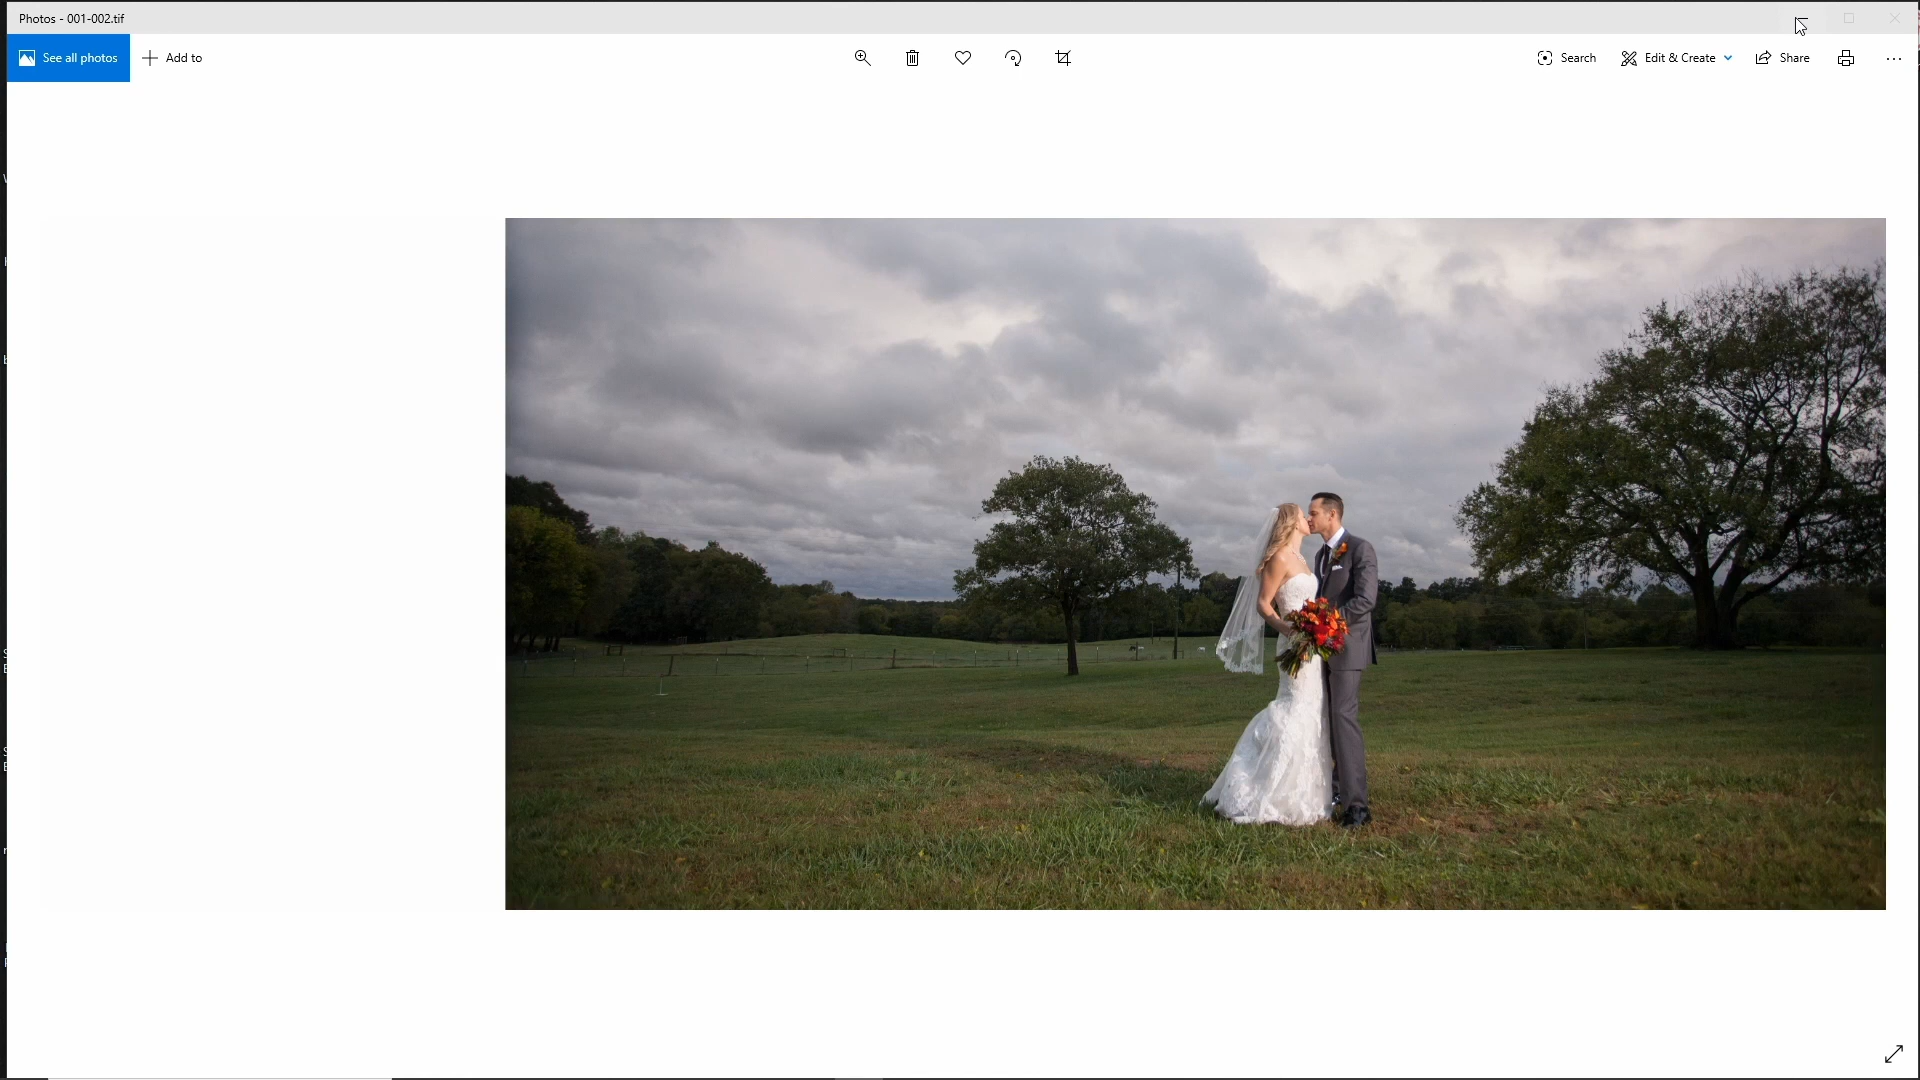 Photos - 001-002.tif
See all photos
Add to
Search
Edit & Create
Share